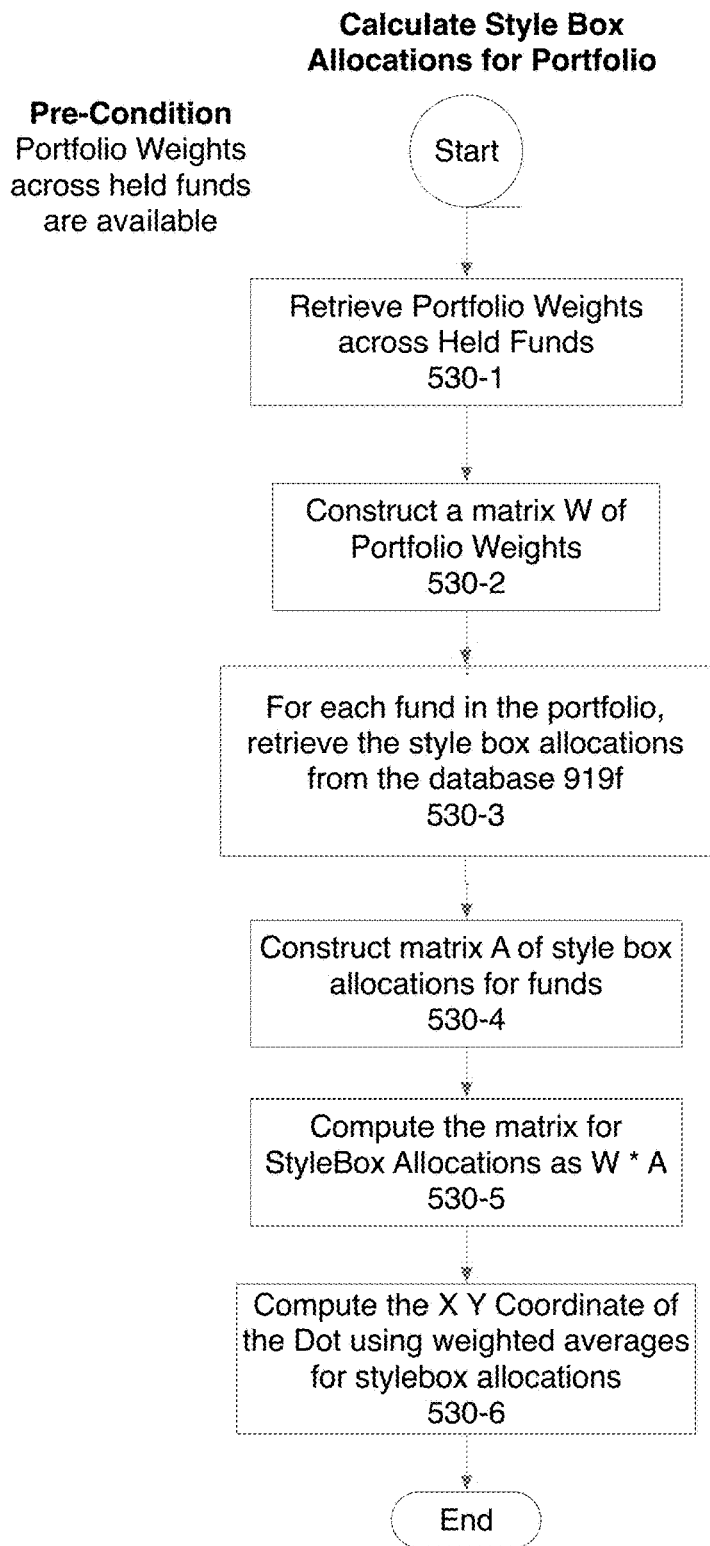 Calculate Style Box
Allocations for Portfolio
Pre-Condition
Portfolio Weights
across held funds
are available
Start
Retrieve Portfolio Weights
across Held Funds
530-1
Construct a matrix W of
Portfolio Weights
530-2
For each fund in the portfolio,
retrieve the style box allocations
from the database 919f
530-3
Construct matrix A of style box
allocations for funds
530-4
Compute the matrix for
StyleBox Allocations as W * A
530-5
Compute the X Y Coordinate of
the Dot using weighted averages
for stylebox allocations
530-6
End